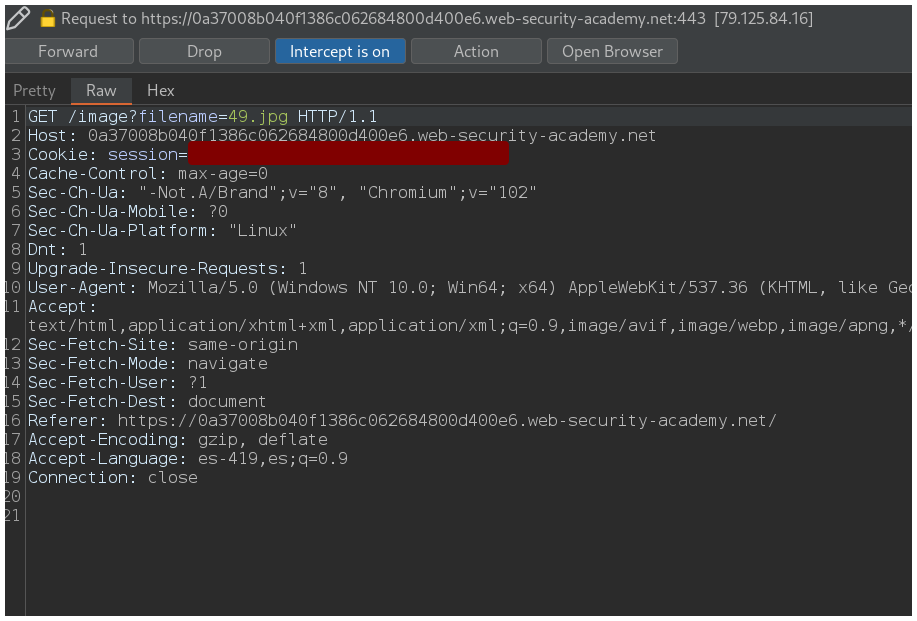 Request to https://0a37008b040f1386c062684800d400e6.web-security-academy.net:443 [79.125.84.16]
Forward Drop Intercept is on Action Open Browser
Pretty Raw Hex
1 GET /image?filename=49.jpg HTTP/1.1
2 Host: 0a37008b040f1386c062684800d400e6.web-security-academy.net
3 Cookie: session=
4 Cache-Control: max-age=0
5 Sec-Ch-Ua: "-Not.A/Brand";v="8", "Chromium";v="102"
6 Sec-Ch-Ua-Mobile: ?0
7 Sec-Ch-Ua-Platform: "Linux"
8 Dnt: 1
9 Upgrade-Insecure-Requests: 1
10 User-Agent: Mozilla/5.0 (Windows NT 10.0; Win64; x64) AppleWebKit/537.36 (KHTML, like Gec
11 Accept:
text/html,application/xhtml+xml,application/xml;q=0.9,image/avif,image/webp,image/apng,*/
12 Sec-Fetch-Site: same-origin
13 Sec-Fetch-Mode: navigate
14 Sec-Fetch-User: ?1
15 Sec-Fetch-Dest: document
16 Referer: https://0a37008b040f1386c062684800d400e6.web-security-academy.net/
17 Accept-Encoding: gzip, deflate
18 Accept-Language: es-419,es;q=0.9
19 Connection: close
20
21